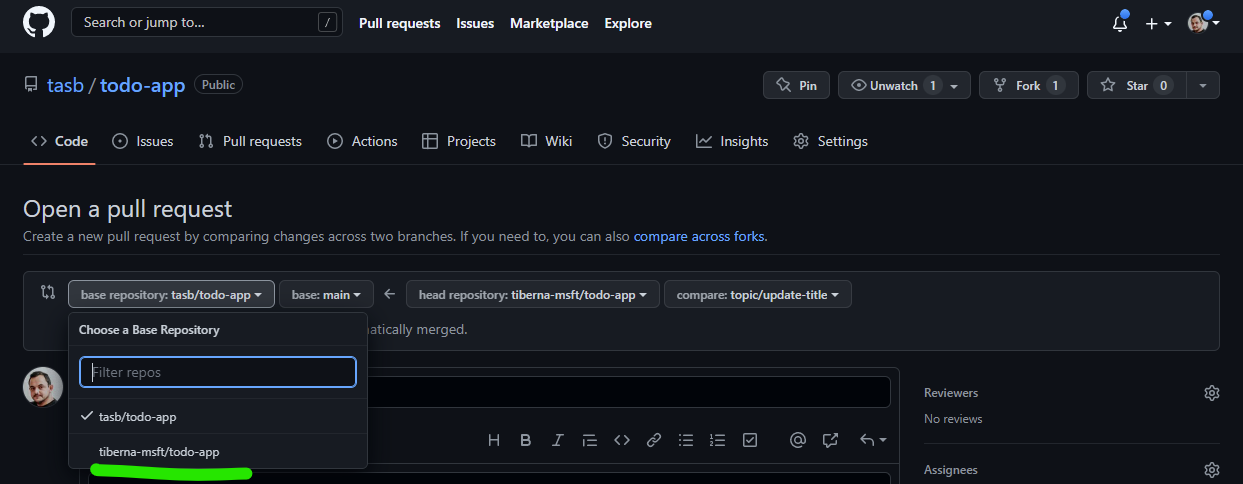 Search or jump to... /
Pull requests Issues Marketplace Explore
tasb / todo-app Public
Pin Unwatch 1 Fork 1 Star 0
Code Issues Pull requests Actions Projects Wiki Security Insights Settings
Open a pull request
Create a new pull request by comparing changes across two branches. If you need to, you can also compare across forks.
base repository: tasb/todo-app base: main head repository: tiberna-msft/todo-app compare: topic/update-title
Choose a Base Repository
merged.
Filter repos
Reviewers
tasb/todo-app
No reviews
H B I
tiberna-msft/todo-app
Assignees